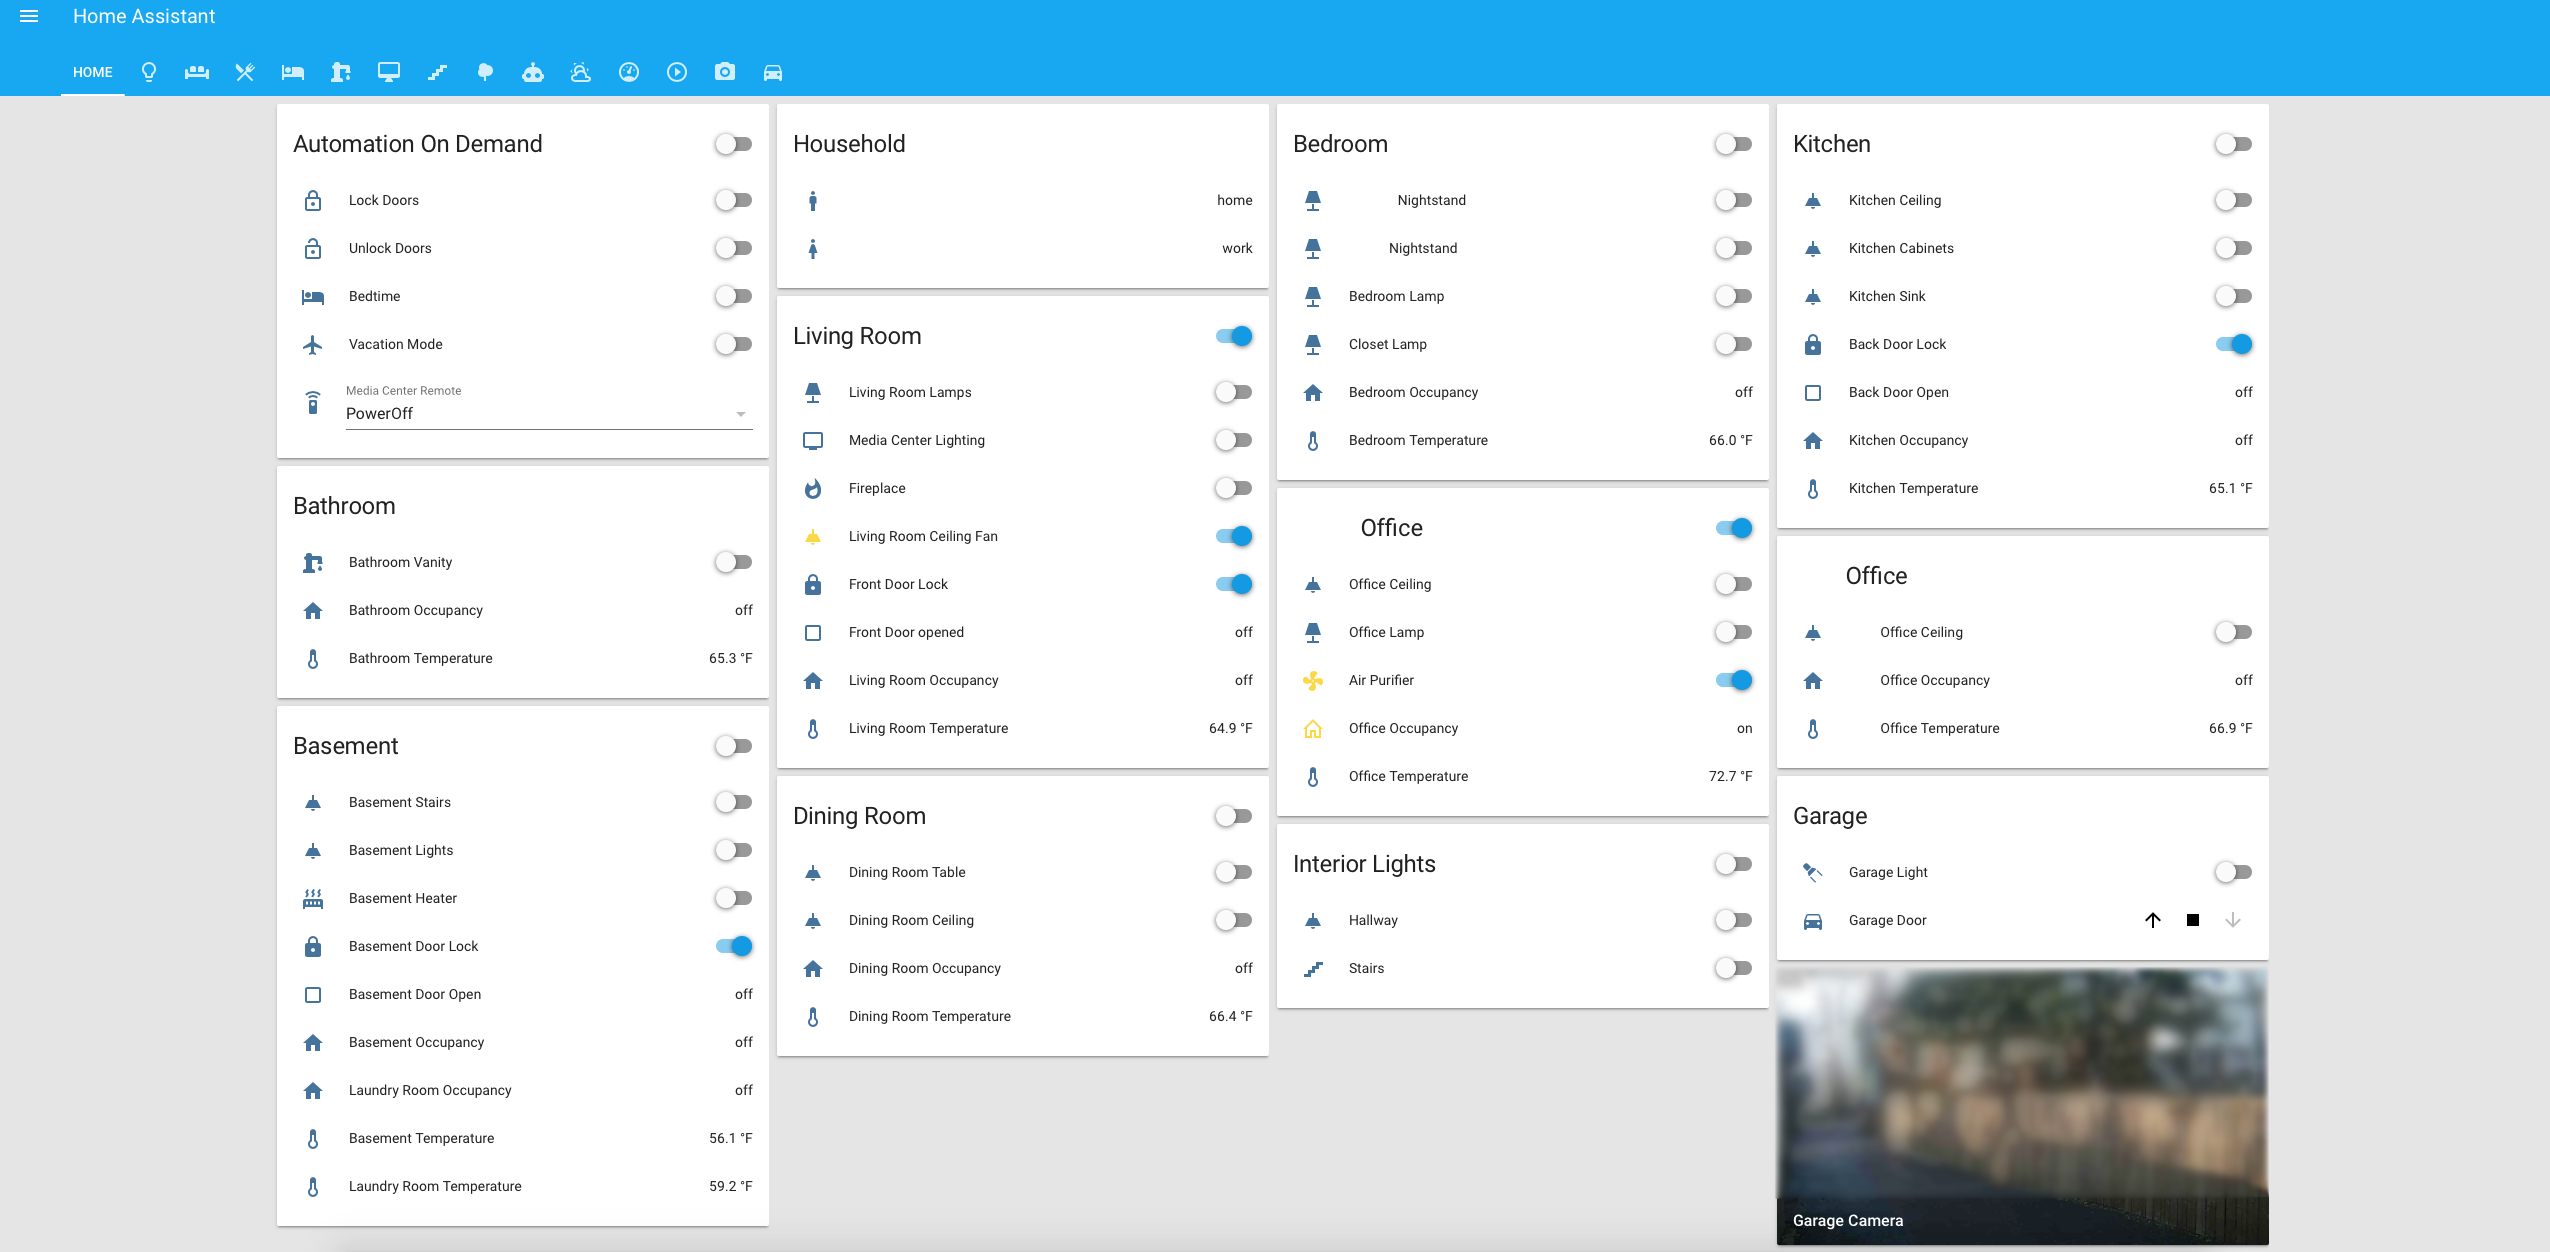 Home Assistant
HOME
Automation On Demand
Lock Doors
Unlock Doors
Bedtime
Vacation Mode
Media Center Remote
PowerOff
Bathroom
Bathroom Vanity
Bathroom Occupancy off
Bathroom Temperature 65.3 °F
Basement
Basement Stairs
Basement Lights
Basement Heater
Basement Door Lock
Basement Door Open off
Basement Occupancy off
Laundry Room Occupancy off
Basement Temperature 56.1 °F
Laundry Room Temperature 59.2 °F
Household
home
work
Living Room
Living Room Lamps
Media Center Lighting
Fireplace
Living Room Ceiling Fan
Front Door Lock
Front Door opened off
Living Room Occupancy off
Living Room Temperature 64.9 °F
Dining Room
Dining Room Table
Dining Room Ceiling
Dining Room Occupancy off
Dining Room Temperature 66.4 °F
Bedroom
Nightstand
Nightstand
Bedroom Lamp
Closet Lamp
Bedroom Occupancy off
Bedroom Temperature 66.0 °F
Office
Office Ceiling
Office Lamp
Air Purifier
Office Occupancy on
Office Temperature 72.7 °F
Interior Lights
Hallway
Stairs
Kitchen
Kitchen Ceiling
Kitchen Cabinets
Kitchen Sink
Back Door Lock
Back Door Open off
Kitchen Occupancy off
Kitchen Temperature 65.1 °F
Office
Office Ceiling
Office Occupancy off
Office Temperature 66.9 °F
Garage
Garage Light
Garage Door
Garage Camera